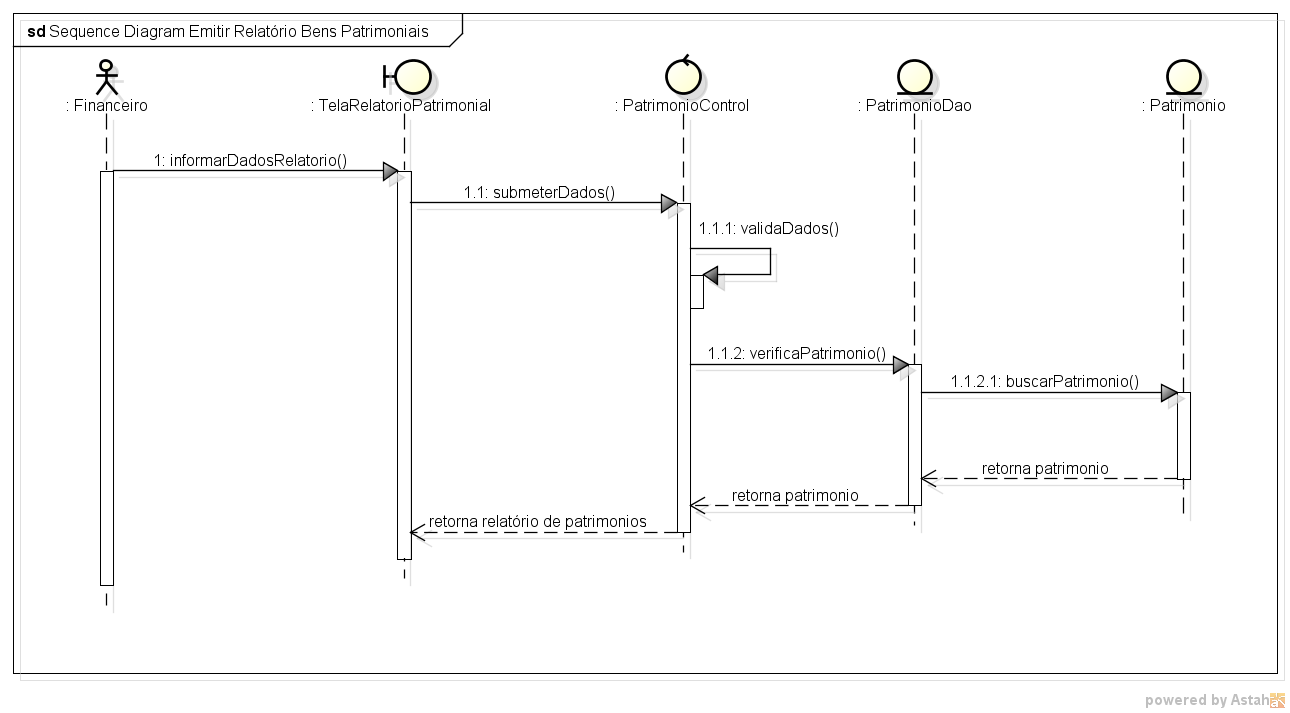 sd Sequence Diagram Emitir Relatório Bens Patrimoniais
: Financeiro
: TelaRelatorioPatrimonial
: PatrimonioControl
: PatrimonioDao
: Patrimonio
1: informarDadosRelatorio()
1.1: submeterDados()
1.1.1: validaDados()
1.1.2: verificaPatrimonio()
1.1.2.1: buscarPatrimonio()
retorna patrimonio
retorna patrimonio
retorna relatório de patrimonios
powered by Astah